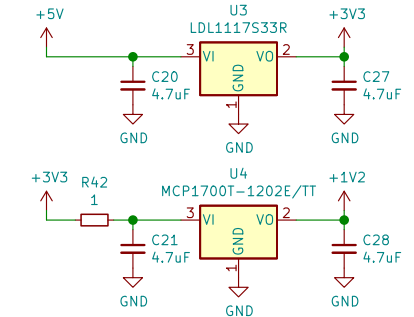 U3
LDL1117S33R
+5V
+3V3
3 VI VO 2
GND
1
C20
4.7uF
C27
4.7uF
GND
GND
GND
U4
MCP1700T-1202E/TT
+3V3
R42
1
+1V2
3 VI VO 2
GND
1
C21
4.7uF
C28
4.7uF
GND
GND
GND